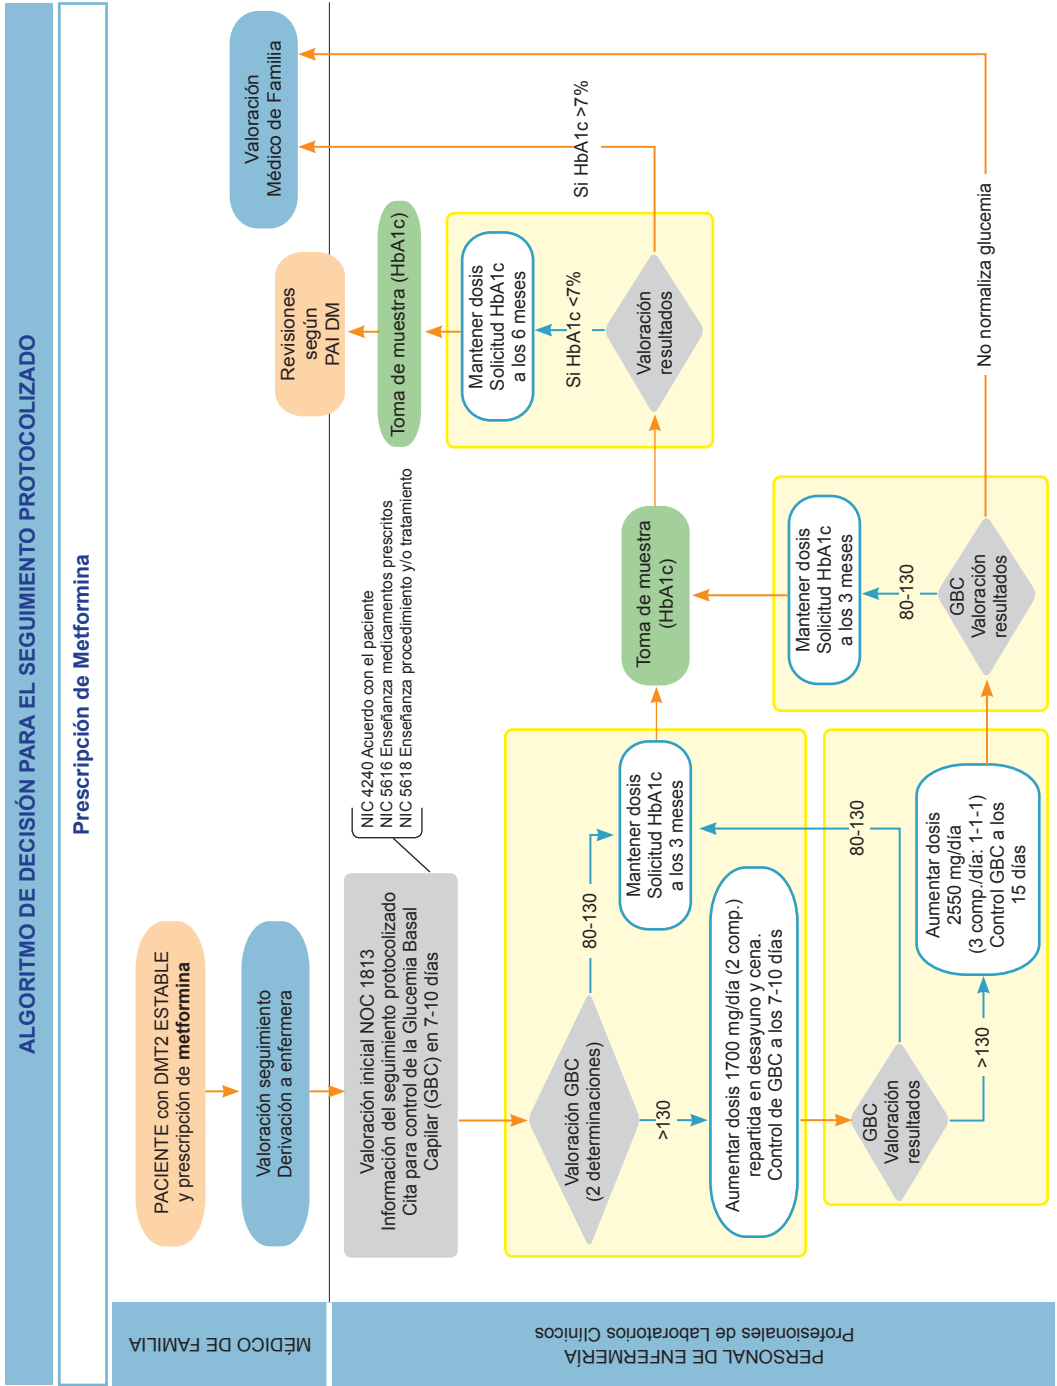 ALGORITMO DE DECISIÓN PARA EL SEGUIMIENTO PROTOCOLIZADO
Prescripción de Metformina
MÉDICO DE FAMILIA
PACIENTE con DMT2 ESTABLE
y prescripción de metformina
Valoración seguimiento
Derivación a enfermera
Revisiones
según
PAI DM
Valoración
Médico de Familia
PERSONAL DE ENFERMERÍA
Profesionales de Laboratorios Clínicos
Valoración inicial NOC 1813
Información del seguimiento protocolizado
Cita para control de la Glucemia Basal
Capilar (GBC) en 7-10 días
NIC 4240 Acuerdo con el paciente
NIC 5616 Enseñanza medicamentos prescritos
NIC 5618 Enseñanza procedimiento y/o tratamiento
Valoración GBC
(2 determinaciones)
80-130
>130
Mantener dosis
Solicitud HbA1c
a los 3 meses
Aumentar dosis 1700 mg/día (2 comp.)
repartida en desayuno y cena.
Control de GBC a los 7-10 días
GBC
Valoración
resultados
80-130
>130
Aumentar dosis
2550 mg/día
(3 comp./día: 1-1-1)
Control GBC a los
15 días
GBC
Valoración
resultados
80-130
No normaliza glucemia
Mantener dosis
Solicitud HbA1c
a los 3 meses
Toma de muestra
(HbA1c)
Valoración
resultados
Si HbA1c <7%
Si HbA1c >7%
Mantener dosis
Solicitud HbA1c
a los 6 meses
Toma de muestra (HbA1c)